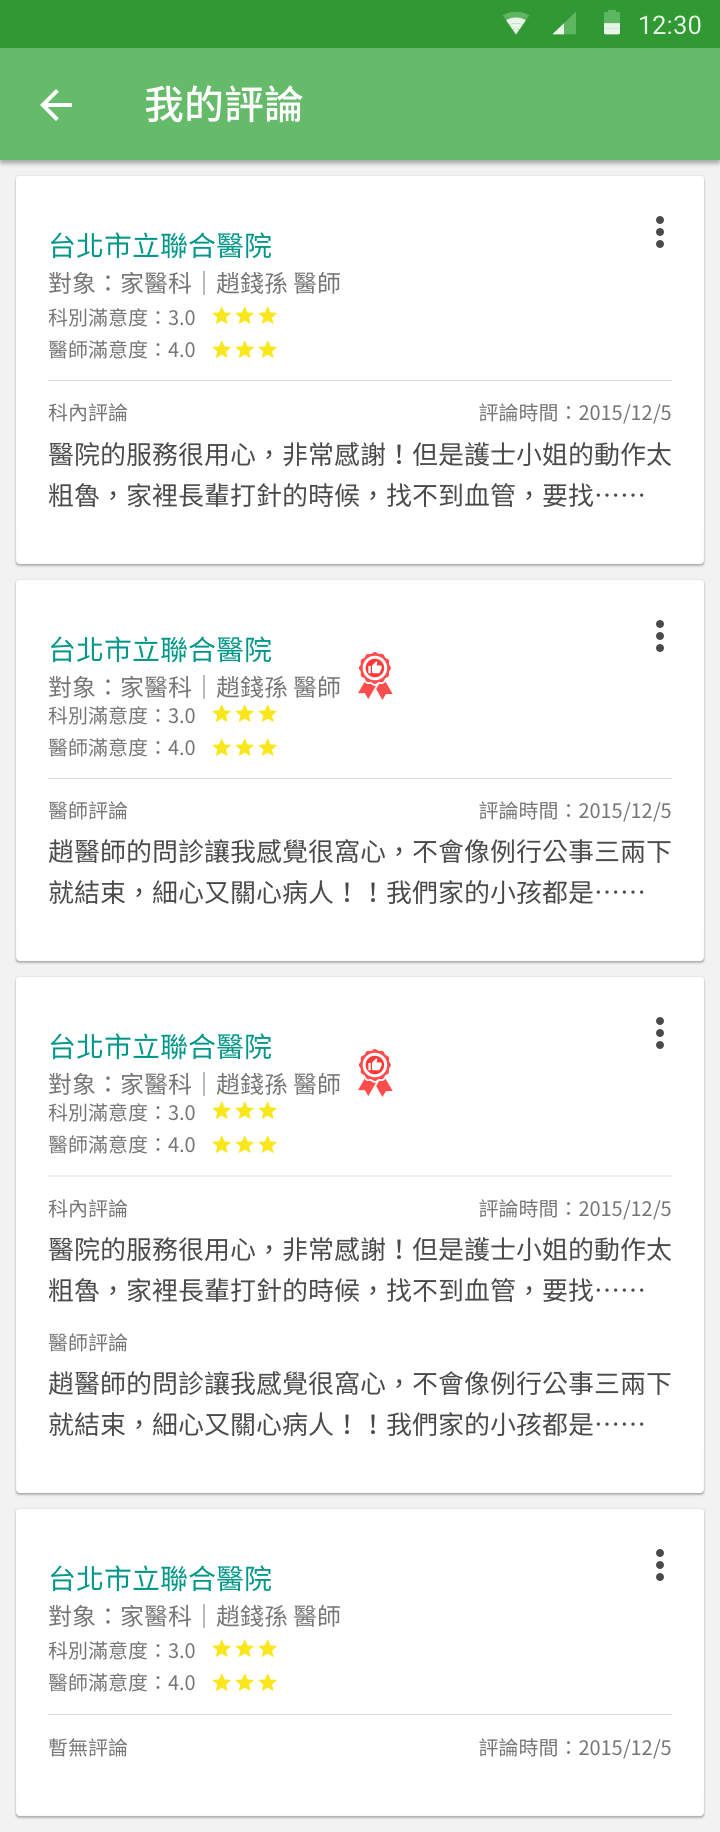 12:30
我的評論
台北市立聯合醫院
對象：家醫科｜趙錢孫 醫師
科別滿意度：3.0
醫師滿意度：4.0
科內評論 評論時間：2015/12/5
醫院的服務很用心，非常感謝！但是護士小姐的動作太
粗魯，家裡長輩打針的時候，找不到血管，要找⋯⋯
台北市立聯合醫院
對象：家醫科｜趙錢孫 醫師
科別滿意度：3.0
醫師滿意度：4.0
醫師評論 評論時間：2015/12/5
趙醫師的問診讓我感覺很窩心，不會像例行公事三兩下
就結束，細心又關心病人！！我們家的小孩都是⋯⋯
台北市立聯合醫院
對象：家醫科｜趙錢孫 醫師
科別滿意度：3.0
醫師滿意度：4.0
科內評論 評論時間：2015/12/5
醫院的服務很用心，非常感謝！但是護士小姐的動作太
粗魯，家裡長輩打針的時候，找不到血管，要找⋯⋯
醫師評論
趙醫師的問診讓我感覺很窩心，不會像例行公事三兩下
就結束，細心又關心病人！！我們家的小孩都是⋯⋯
台北市立聯合醫院
對象：家醫科｜趙錢孫 醫師
科別滿意度：3.0
醫師滿意度：4.0
暫無評論 評論時間：2015/12/5